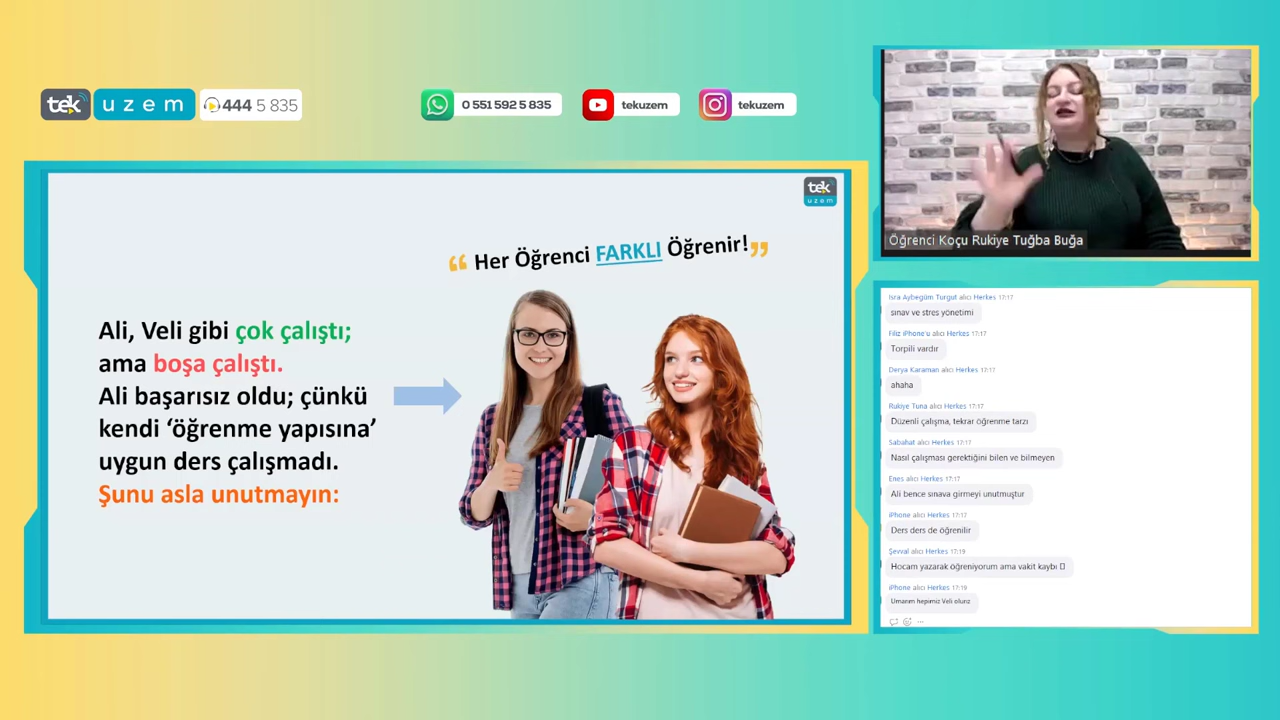 tek uzem 444 5 835
0 551 592 5 835
tekuzem
tekuzem
tek
uzem
“ Her Öğrenci FARKLI Öğrenir! ”
Ali, Veli gibi çok çalıştı;
ama boşa çalıştı.
Ali başarısız oldu; çünkü
kendi ‘öğrenme yapısına’
uygun ders çalışmadı.
Şunu asla unutmayın:
Öğrenci Koçu Rukiye Tuğba Buğa
Isra Aybegüm Turgut alıcı Herkes 17:17
sınav ve stres yönetimi
Filiz iPhone'u alıcı Herkes 17:17
Torpili vardır
Derya Karaman alıcı Herkes 17:17
ahaha
Rukiye Tuna alıcı Herkes 17:17
Düzenli çalışma, tekrar öğrenme tarzı
Sabahat alıcı Herkes 17:17
Nasıl çalışması gerektiğini bilen ve bilmeyen
Enes alıcı Herkes 17:17
Ali bence sınava girmeyi unutmuştur
iPhone alıcı Herkes 17:17
Ders ders de öğrenilir
Şevval alıcı Herkes 17:19
Hocam yazarak öğreniyorum ama vakit kaybı
iPhone alıcı Herkes 17:19
Umarım hepimiz Veli oluruz